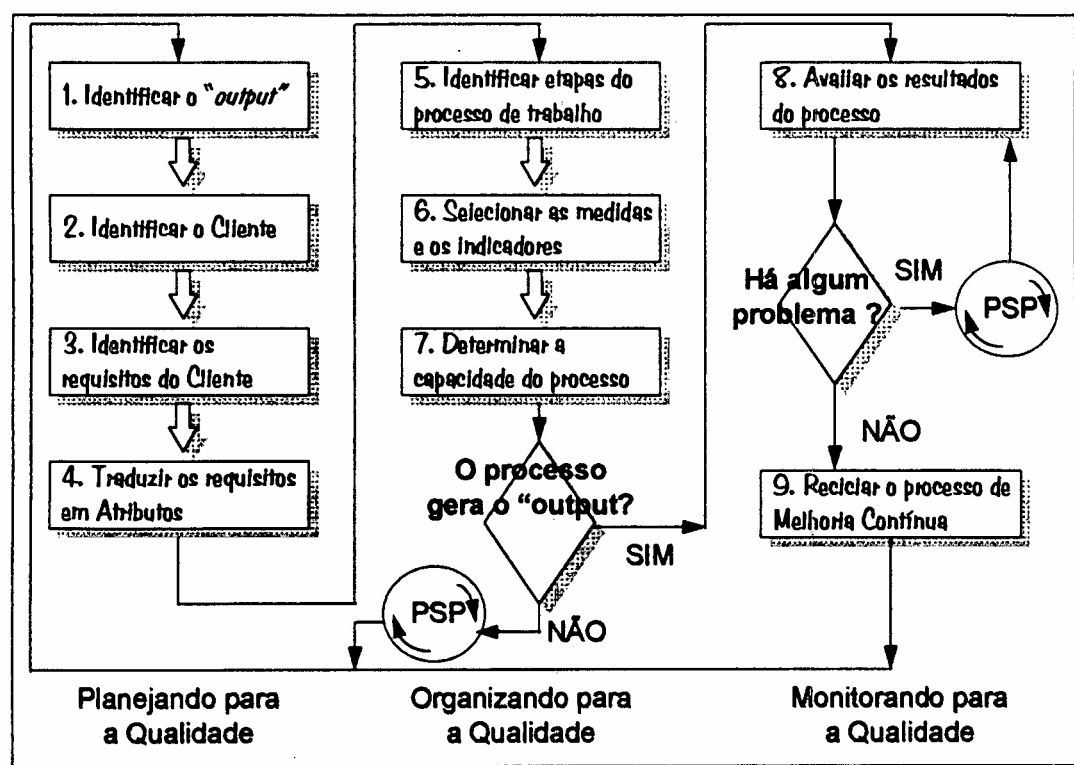 1. Identificar o "output"
2. Identificar o Cliente
3. Identificar os
requisitos do Cliente
4. Traduzir os requisitos
em Atributos
5. Identificar etapas do
processo de trabalho
6. Selecionar as medidas
e os indicadores
7. Determinar a
capacidade do processo
O processo
gera o “output?
SIM
NÃO
PSP
8. Avaliar os resultados
do processo
Há algum
problema ?
SIM
PSP
NÃO
9. Reciclar o processo de
Melhoria Contínua
Planejando para
a Qualidade
Organizando para
a Qualidade
Monitorando para
a Qualidade